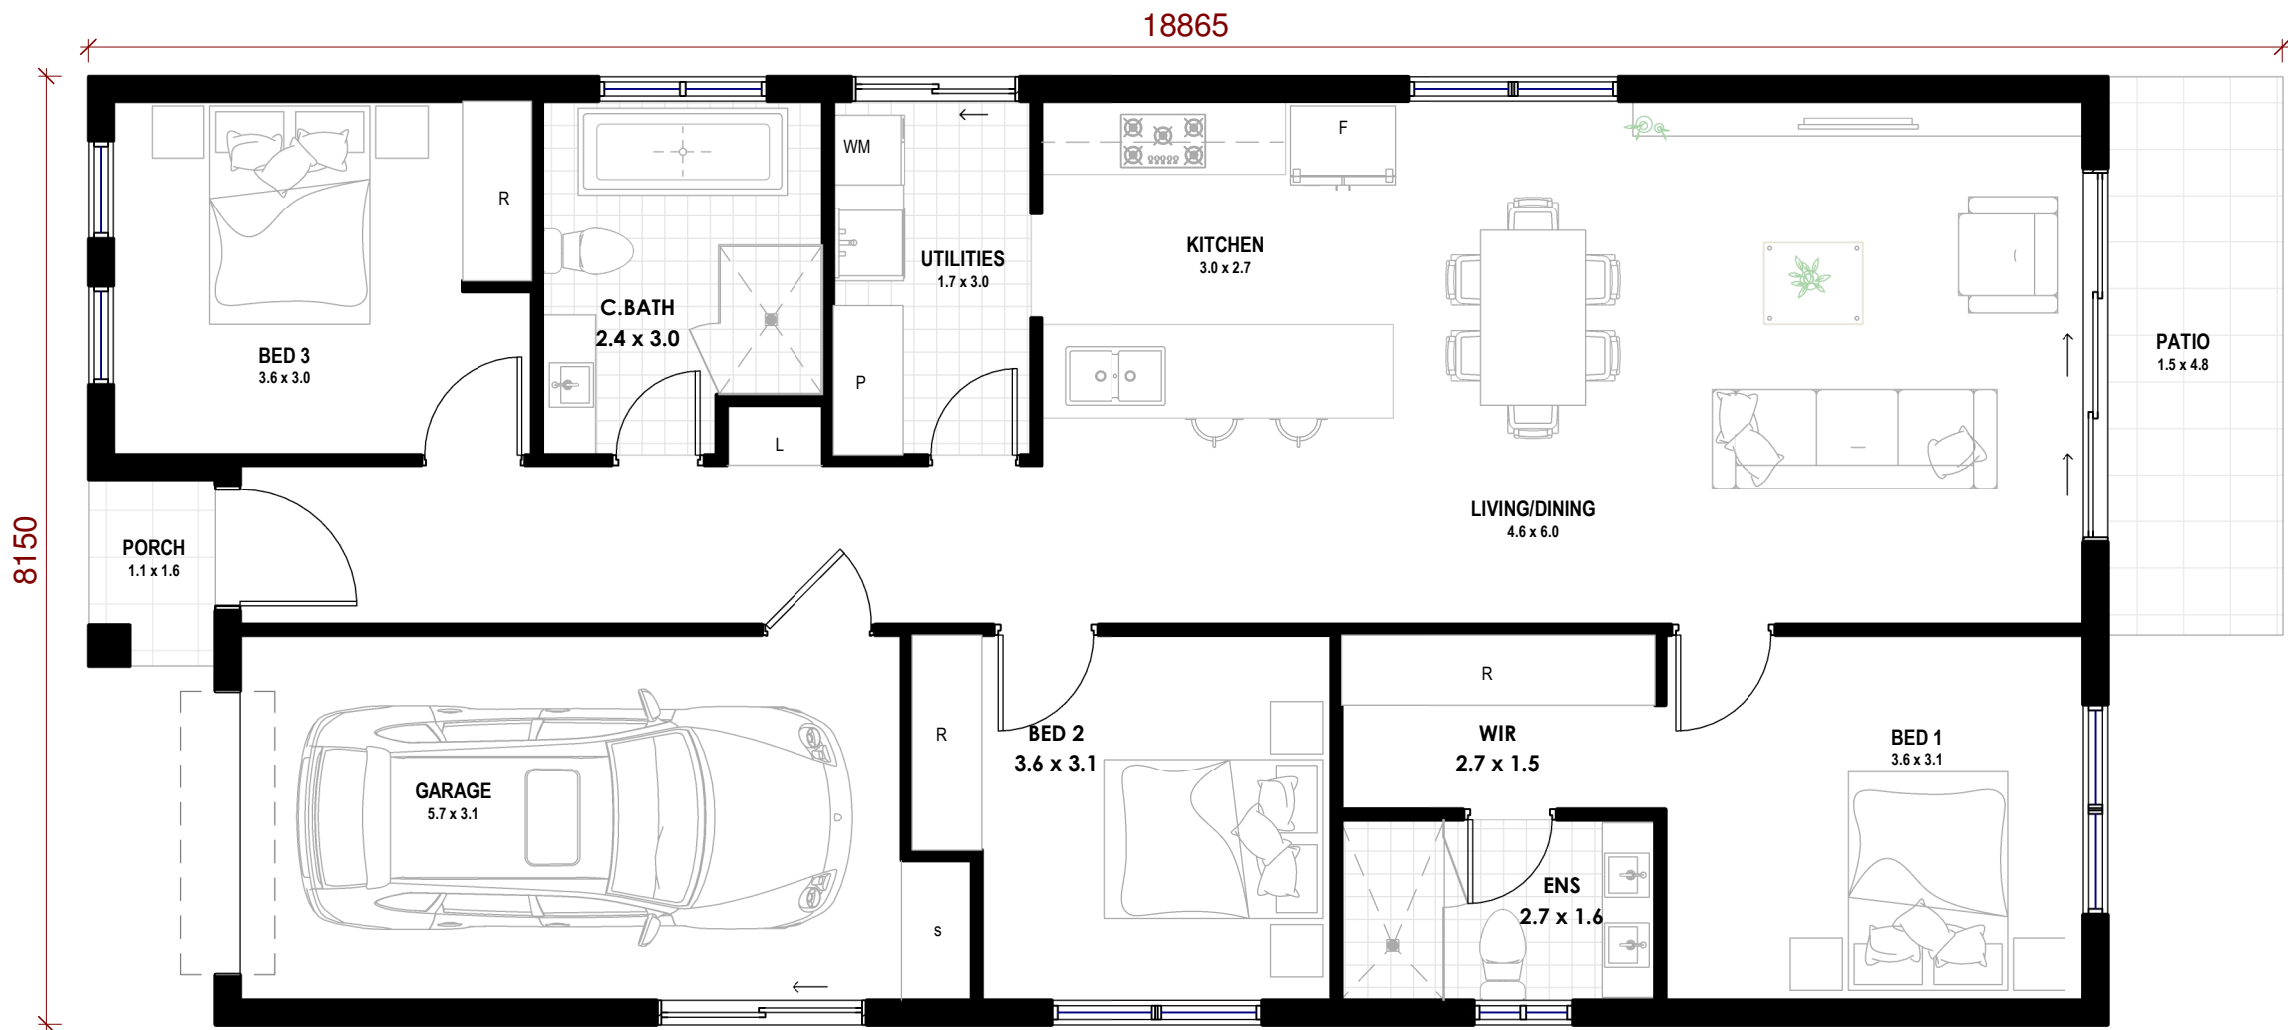 18865
8150
WM
F
R
KITCHEN
3.0 x 2.7
UTILITIES
1.7 x 3.0
C.BATH
2.4 x 3.0
BED 3
3.6 x 3.0
P
L
PATIO
1.5 x 4.8
LIVING/DINING
4.6 x 6.0
PORCH
1.1 x 1.6
R
R
BED 2
3.6 x 3.1
WIR
2.7 x 1.5
BED 1
3.6 x 3.1
GARAGE
5.7 x 3.1
ENS
2.7 x 1.6
s